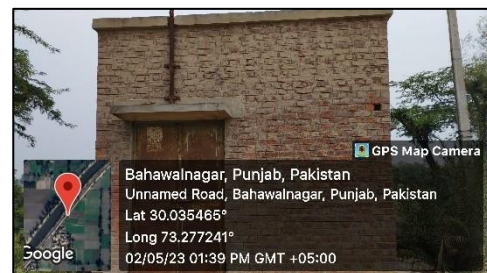 GPS Map Camera
Bahawalnagar, Punjab, Pakistan
Unnamed Road, Bahawalnagar, Punjab, Pakistan
Lat 30.035465°
Long 73.277241°
02/05/23 01:39 PM GMT +05:00
Google